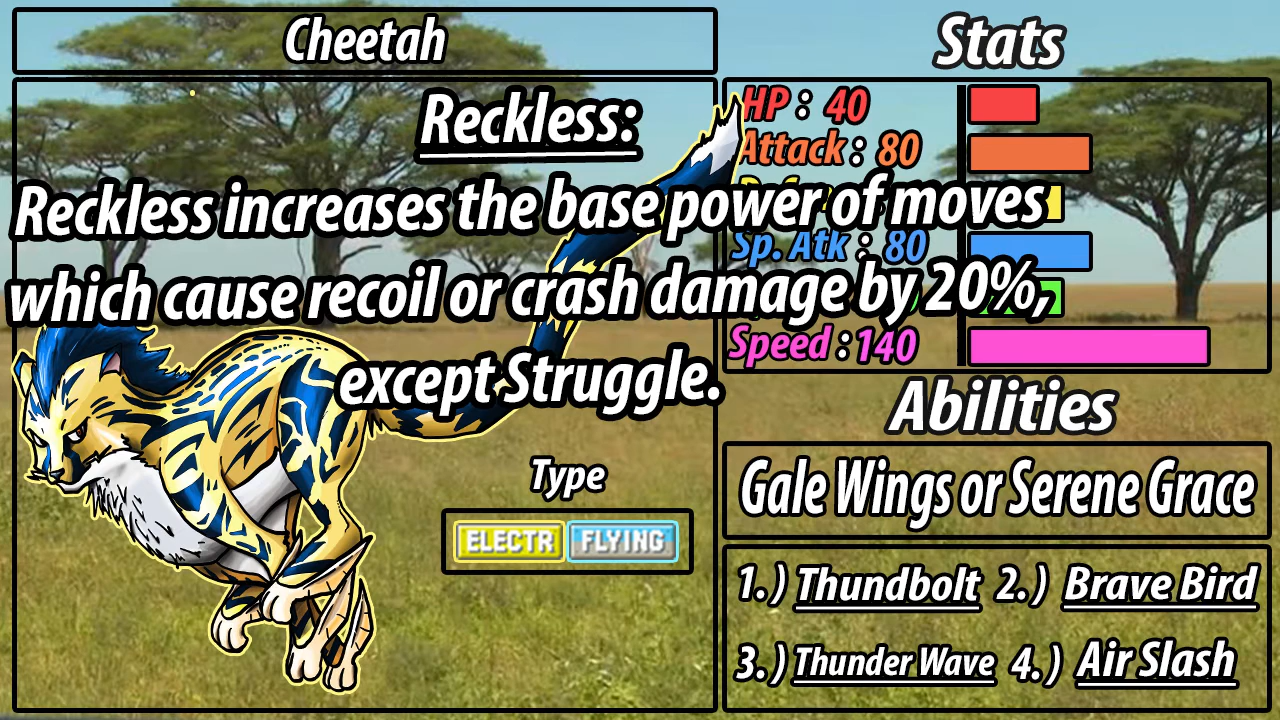 Cheetah
Stats
Reckless:
HP : 40
Attack : 80
Reckless increases the base power of moves
Sp. Atk : 80
which cause recoil or crash damage by 20%,
Speed : 140
except Struggle.
Abilities
Gale Wings or Serene Grace
Type
ELECTR FLYING
1.) Thundbolt 2.) Brave Bird
3.) Thunder Wave 4.) Air Slash